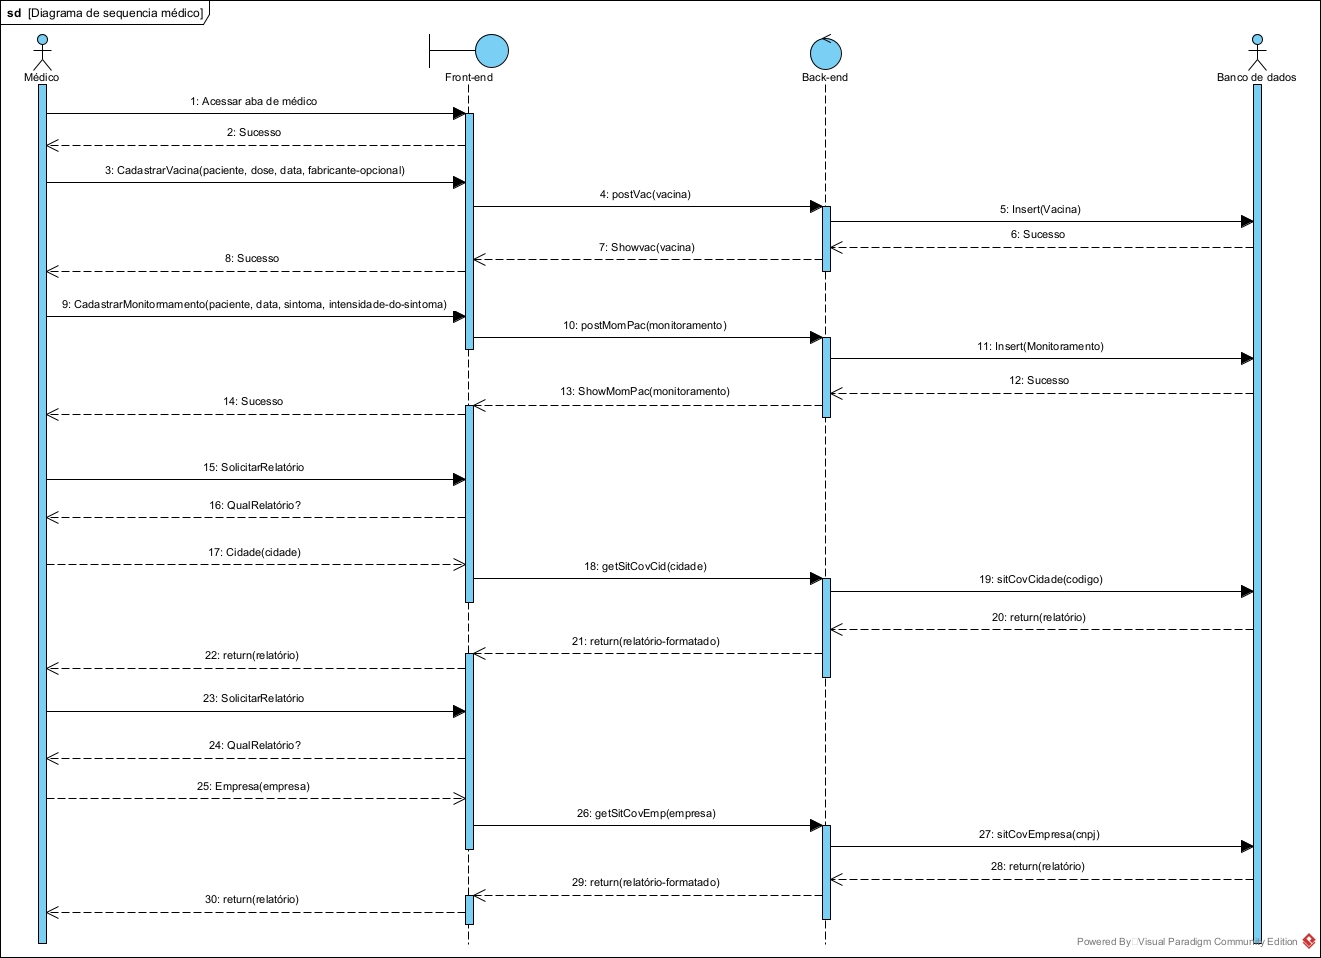 sd [Diagrama de sequencia médico]
Médico
Front-end
Back-end
Banco de dados
1: Acessar aba de médico
2: Sucesso
3: CadastrarVacina(paciente, dose, data, fabricante-opcional)
4: postVac(vacina)
5: Insert(Vacina)
6: Sucesso
7: Showvac(vacina)
8: Sucesso
9: CadastrarMonitormamento(paciente, data, sintoma, intensidade-do-sintoma)
10: postMomPac(monitoramento)
11: Insert(Monitoramento)
12: Sucesso
13: ShowMomPac(monitoramento)
14: Sucesso
15: SolicitarRelatório
16: QualRelatório?
17: Cidade(cidade)
18: getSitCovCid(cidade)
19: sitCovCidade(codigo)
20: return(relatório)
21: return(relatório-formatado)
22: return(relatório)
23: SolicitarRelatório
24: QualRelatório?
25: Empresa(empresa)
26: getSitCovEmp(empresa)
27: sitCovEmpresa(cnpj)
28: return(relatório)
29: return(relatório-formatado)
30: return(relatório)
Powered By Visual Paradigm Community Edition